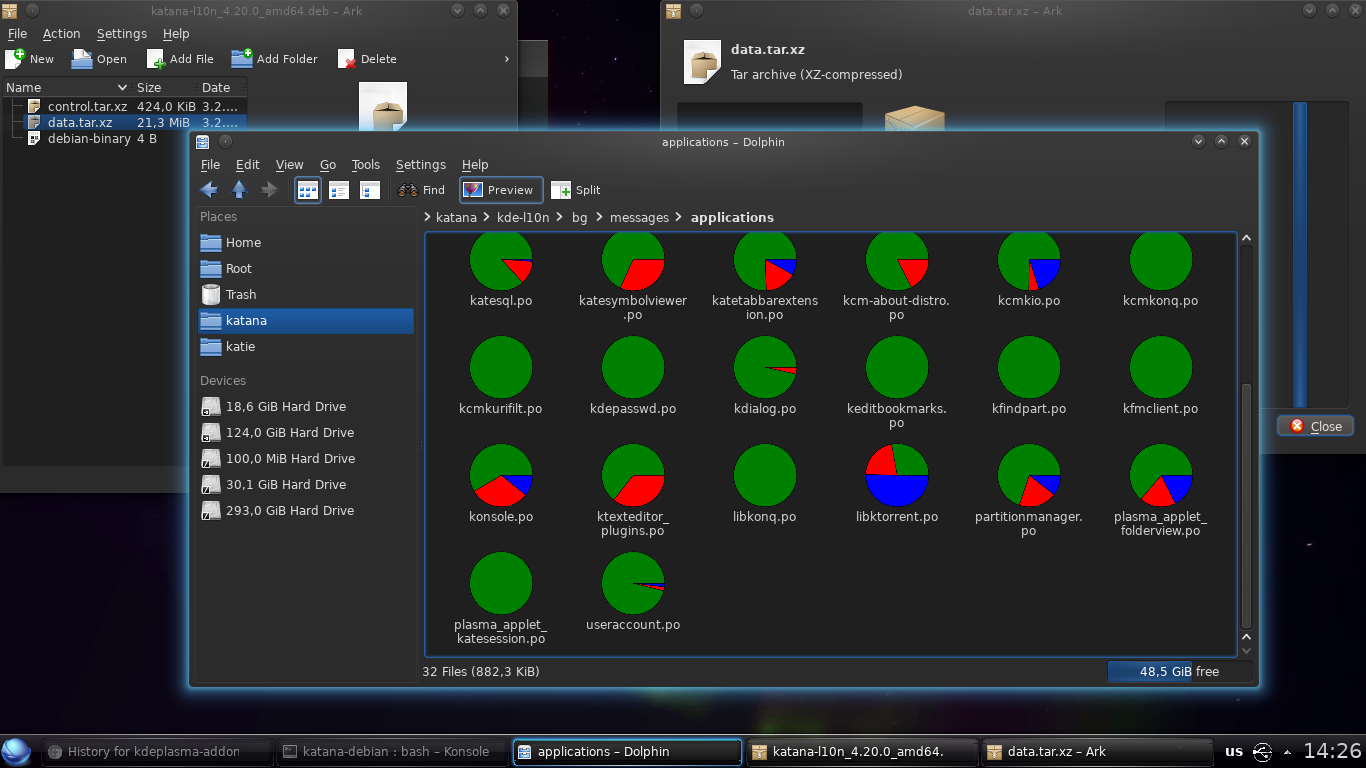 katana-l10n_4.20.0_amd64.deb – Ark
File Action Settings Help
New Open Add File Add Folder Delete
Name Size Date
control.tar.xz 424,0 KiB 3.2....
data.tar.xz 21,3 MiB 3.2....
debian-binary 4 B
data.tar.xz – Ark
data.tar.xz
Tar archive (XZ-compressed)
Close
applications – Dolphin
File Edit View Go Tools Settings Help
Find Preview Split
Places
Home
Root
Trash
katana
katie
Devices
18,6 GiB Hard Drive
124,0 GiB Hard Drive
100,0 MiB Hard Drive
30,1 GiB Hard Drive
293,0 GiB Hard Drive
katana kde-l10n bg messages applications
katesql.po
katesymbolviewer
.po
katetabbarextens
ion.po
kcm-about-distro.
po
kcmkio.po
kcmkonq.po
kcmkurifilt.po
kdepasswd.po
kdialog.po
keditbookmarks.
po
kfindpart.po
kfmclient.po
konsole.po
ktexteditor_
plugins.po
libkonq.po
libktorrent.po
partitionmanager.
po
plasma_applet_
folderview.po
plasma_applet_
katesession.po
useraccount.po
32 Files (882,3 KiB)
48,5 GiB free
History for kdeplasma-addon
katana-debian : bash – Konsole
applications – Dolphin
katana-l10n_4.20.0_amd64.
data.tar.xz – Ark
us
14:26